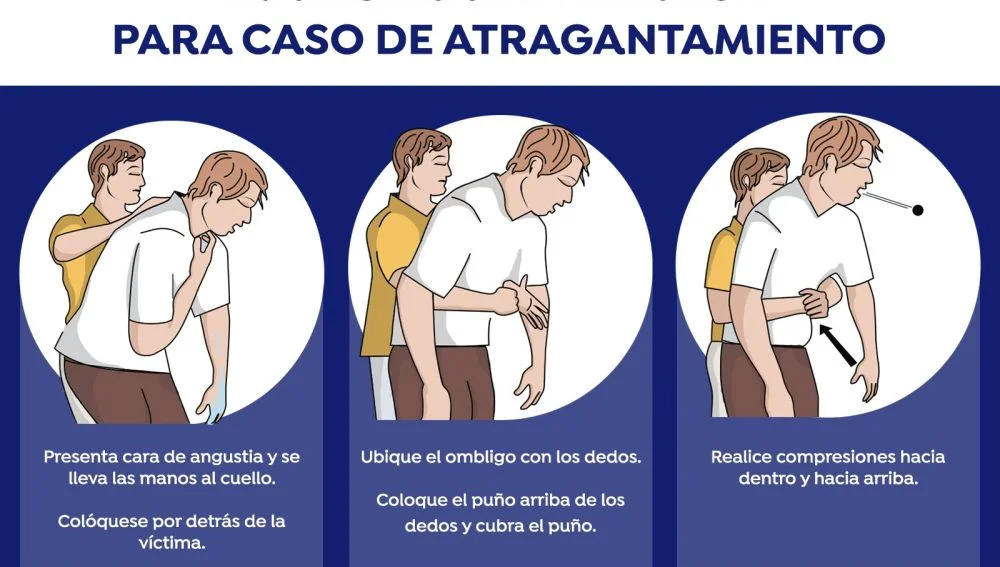 PARA CASO DE ATRAGANTAMIENTO
Presenta cara de angustia y se
lleva las manos al cuello.
Colóquese por detrás de la
víctima.
Ubique el ombligo con los dedos.
Coloque el puño arriba de los
dedos y cubra el puño.
Realice compresiones hacia
dentro y hacia arriba.